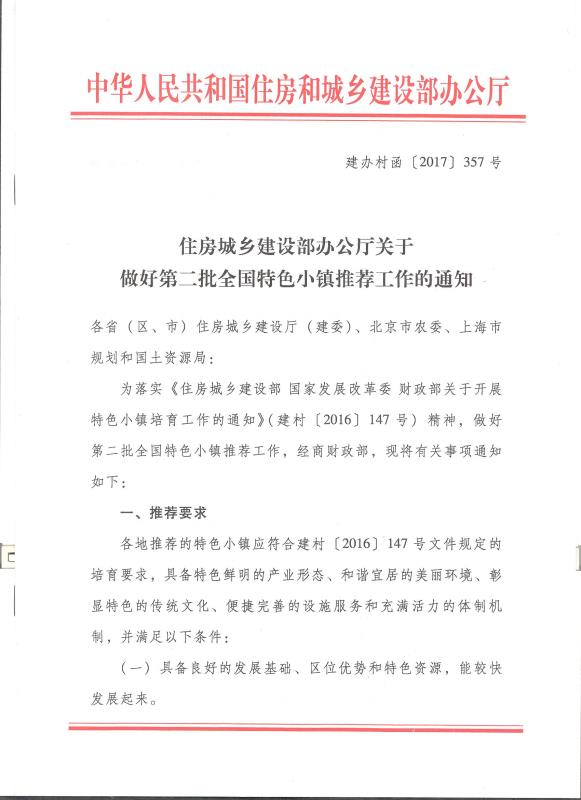 中华人民共和国住房和城乡建设部办公厅
建办村函〔2017〕357 号
住房城乡建设部办公厅关于
做好第二批全国特色小镇推荐工作的通知
各省（区、市）住房城乡建设厅（建委）、北京市农委、上海市
规划和国土资源局：
为落实《住房城乡建设部 国家发展改革委 财政部关于开展
特色小镇培育工作的通知》（建村〔2016〕147 号）精神，做好
第二批全国特色小镇推荐工作，经商财政部，现将有关事项通知
如下：
一、推荐要求
各地推荐的特色小镇应符合建村〔2016〕147 号文件规定的
培育要求，具备特色鲜明的产业形态、和谐宜居的美丽环境、彰
显特色的传统文化、便捷完善的设施服务和充满活力的体制机
制，并满足以下条件：
（一）具备良好的发展基础、区位优势和特色资源，能较快
发展起来。